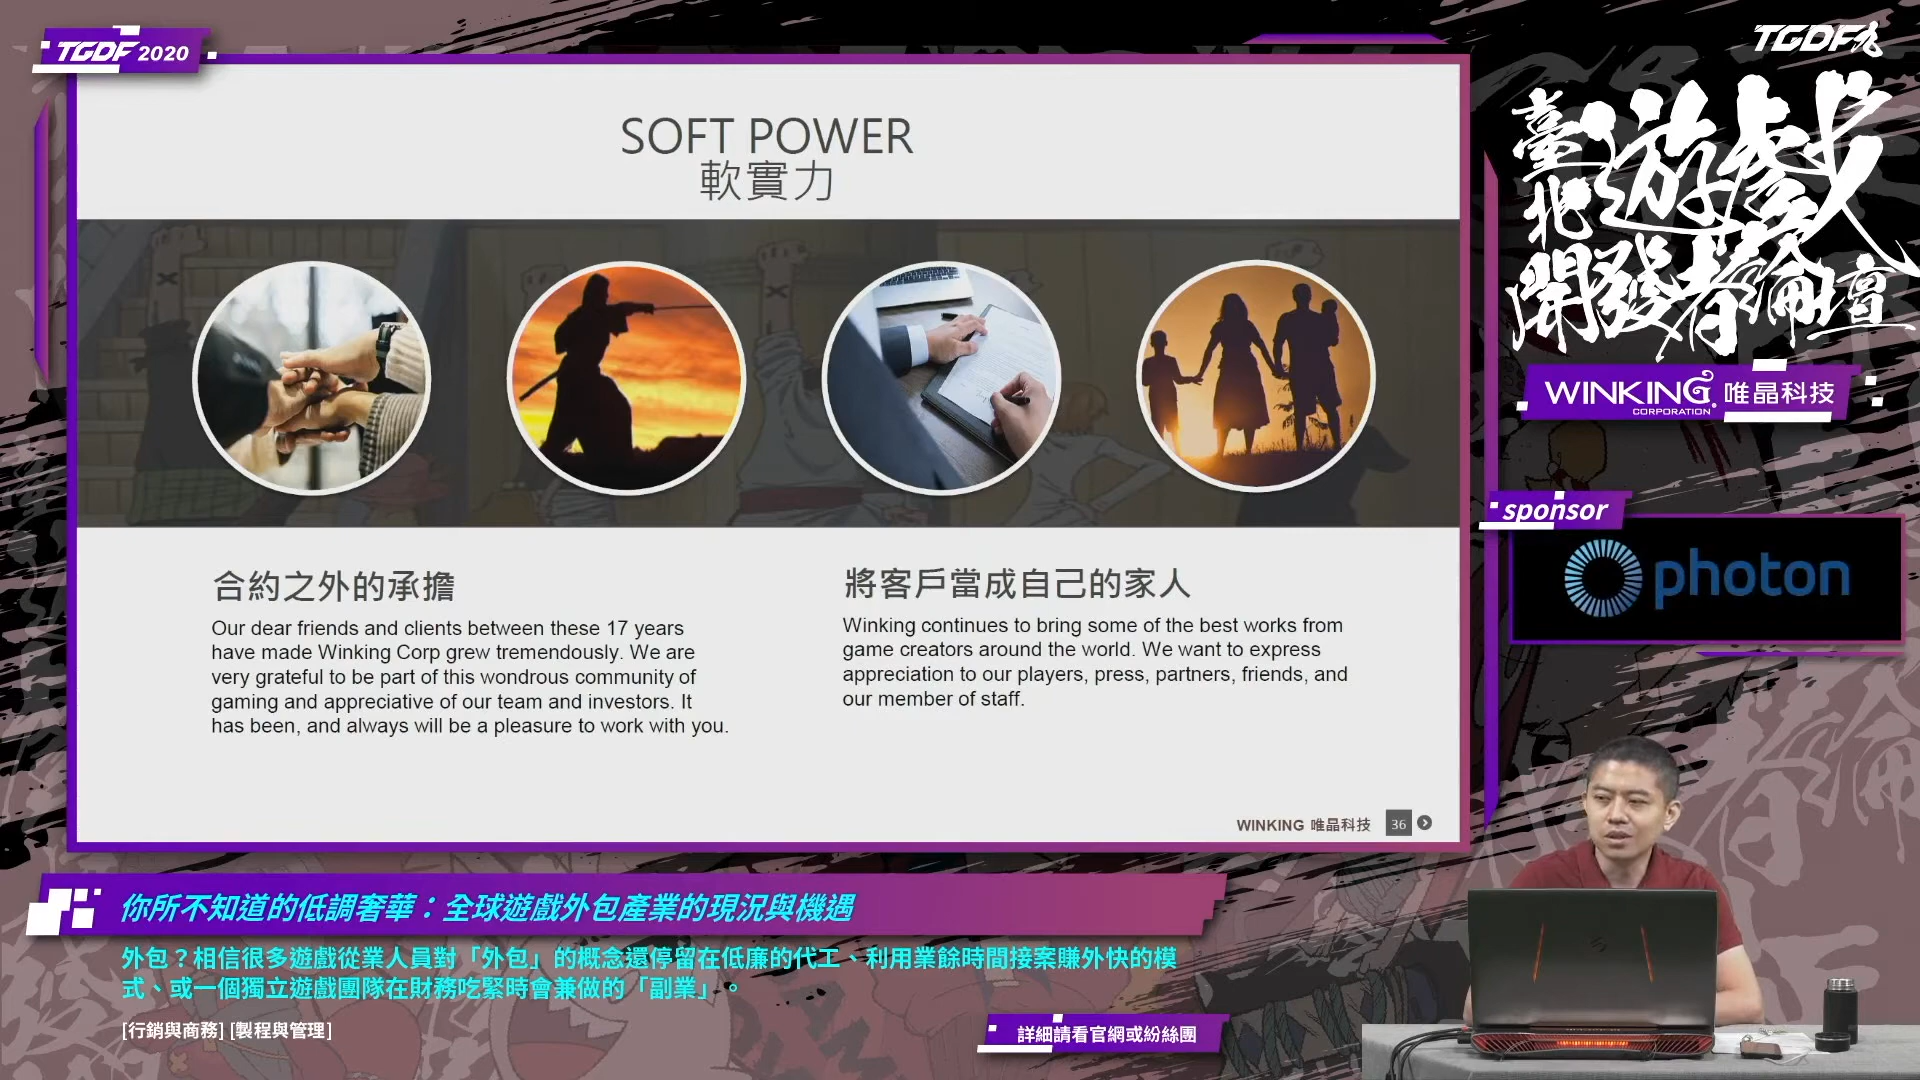 TGDF 2020
TGDF
臺北遊戲開發者論壇
WINKING
CORPORATION
唯晶科技
sponsor
photon
SOFT POWER
軟實力
合約之外的承擔
Our dear friends and clients between these 17 years
have made Winking Corp grew tremendously. We are
very grateful to be part of this wondrous community of
gaming and appreciative of our team and investors. It
has been, and always will be a pleasure to work with you.
將客戶當成自己的家人
Winking continues to bring some of the best works from
game creators around the world. We want to express
appreciation to our players, press, partners, friends, and
our member of staff.
WINKING 唯晶科技 36
你所不知道的低調奢華：全球遊戲外包產業的現況與機遇
外包？相信很多遊戲從業人員對「外包」的概念還停留在低廉的代工、利用業餘時間接案賺外快的模
式、或一個獨立遊戲團隊在財務吃緊時會兼做的「副業」。
[行銷與商務] [製程與管理]
詳細請看官網或紛絲團